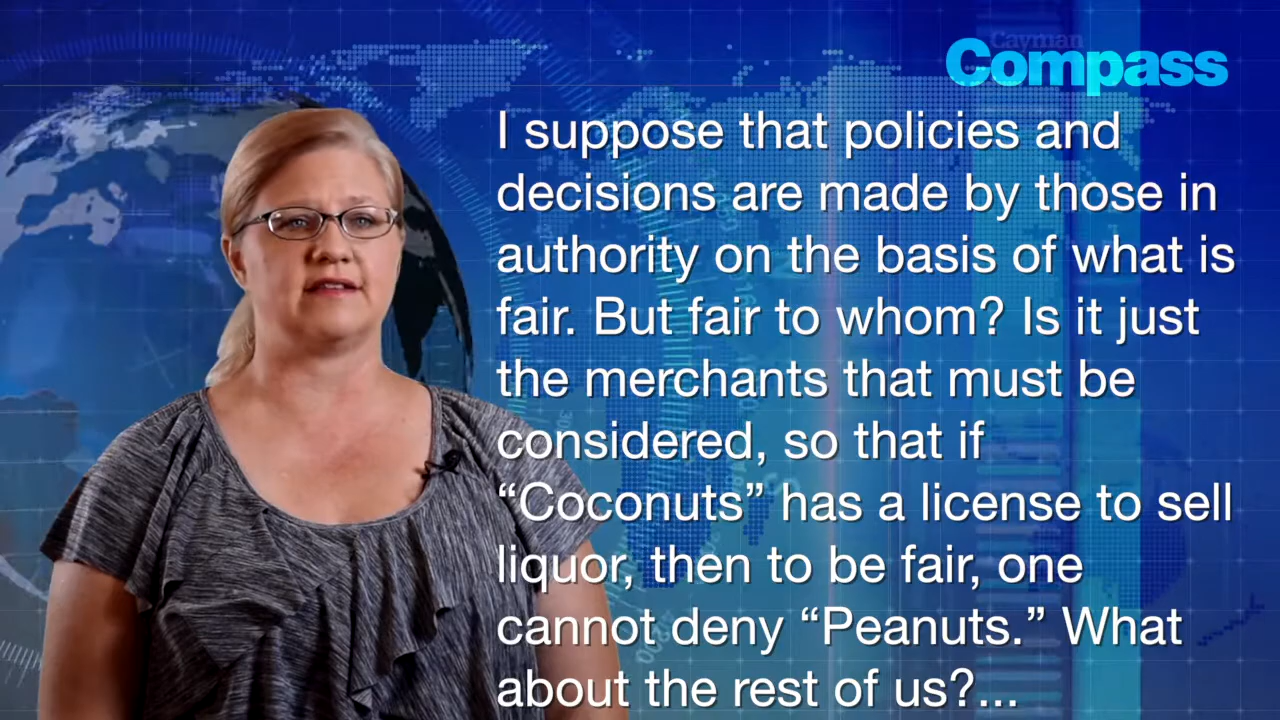 Cayman
Compass
I suppose that policies and
decisions are made by those in
authority on the basis of what is
fair. But fair to whom? Is it just
the merchants that must be
considered, so that if
“Coconuts” has a license to sell
liquor, then to be fair, one
cannot deny “Peanuts.” What
about the rest of us?...